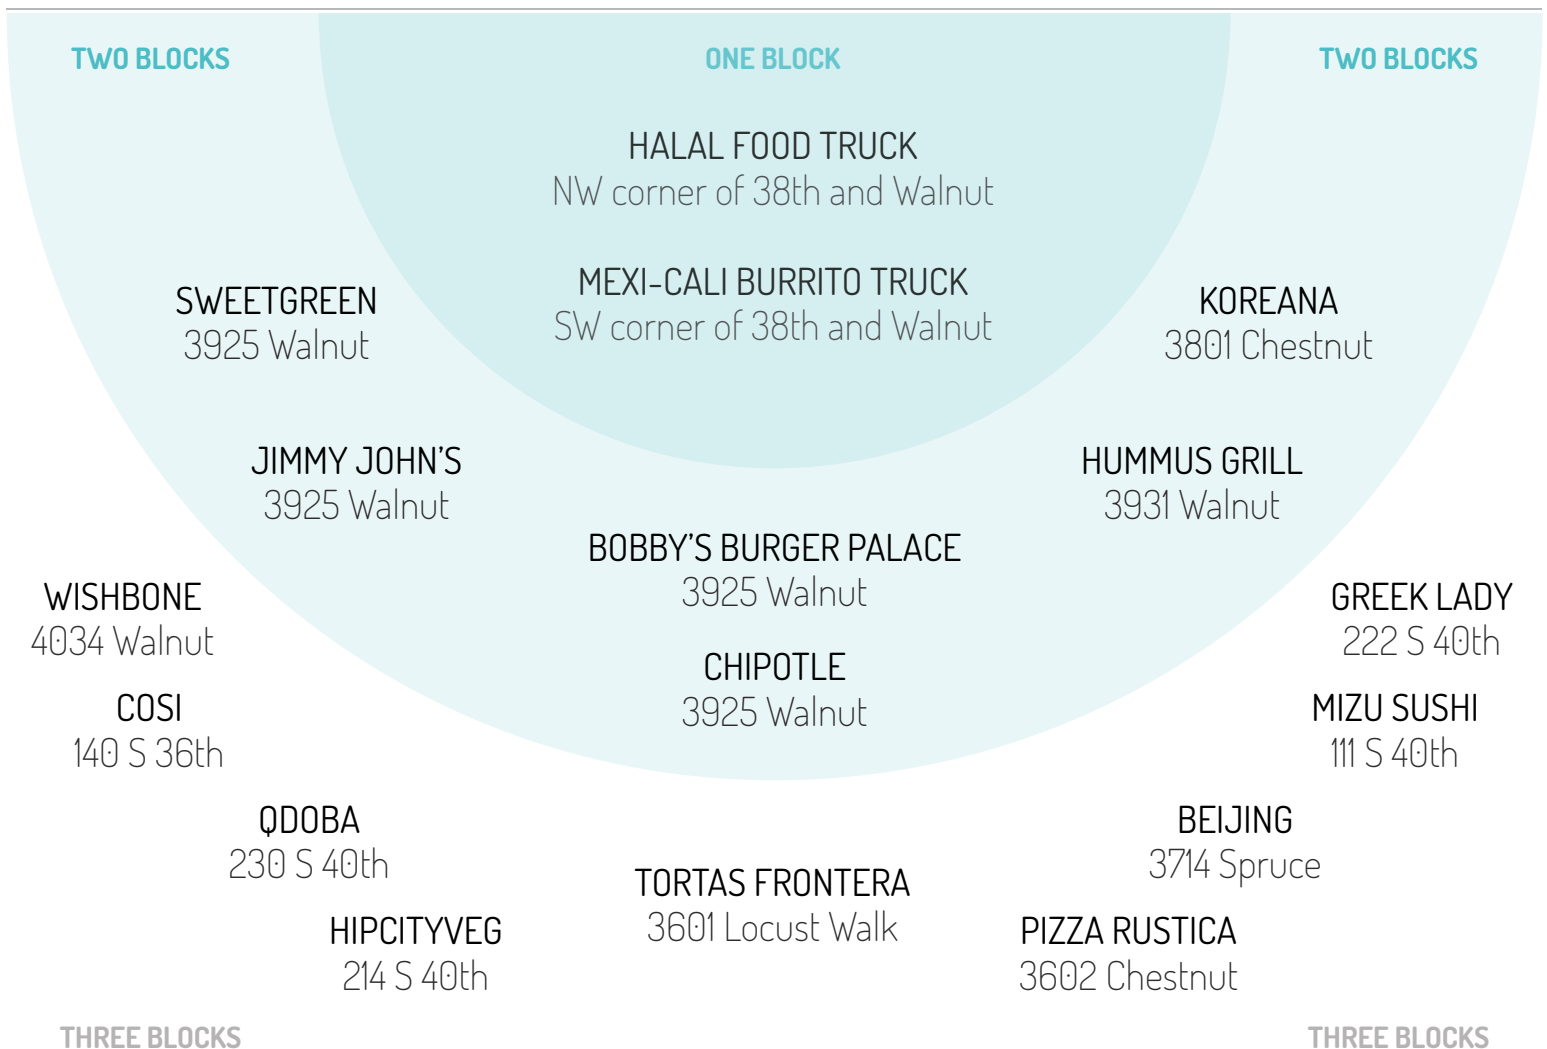 TWO BLOCKS
ONE BLOCK
TWO BLOCKS
HALAL FOOD TRUCK
NW corner of 38th and Walnut
MEXI-CALI BURRITO TRUCK
SW corner of 38th and Walnut
SWEETGREEN
3925 Walnut
KOREANA
3801 Chestnut
JIMMY JOHN'S
3925 Walnut
HUMMUS GRILL
3931 Walnut
BOBBY'S BURGER PALACE
3925 Walnut
CHIPOTLE
3925 Walnut
WISHBONE
4034 Walnut
GREEK LADY
222 S 40th
COSI
140 S 36th
MIZU SUSHI
111 S 40th
QDOBA
230 S 40th
BEIJING
3714 Spruce
TORTAS FRONTERA
3601 Locust Walk
HIPCITYVEG
214 S 40th
PIZZA RUSTICA
3602 Chestnut
THREE BLOCKS
THREE BLOCKS